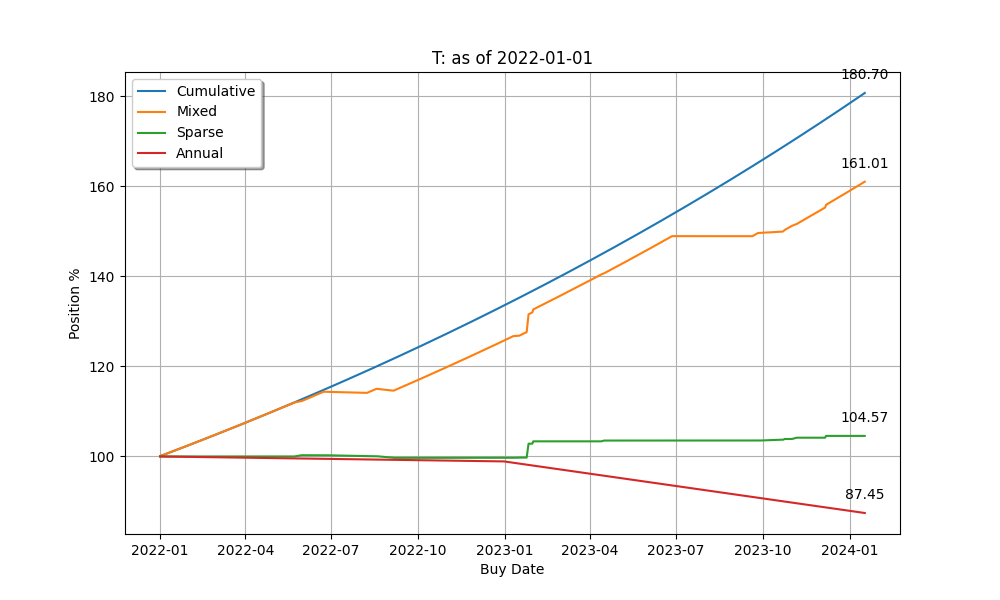 T: as of 2022-01-01
180.70
180
Cumulative
Mixed
Sparse
Annual
161.01
160
140
120
104.57
100
87.45
Position %
2022-01 2022-04 2022-07 2022-10 2023-01 2023-04 2023-07 2023-10 2024-01
Buy Date